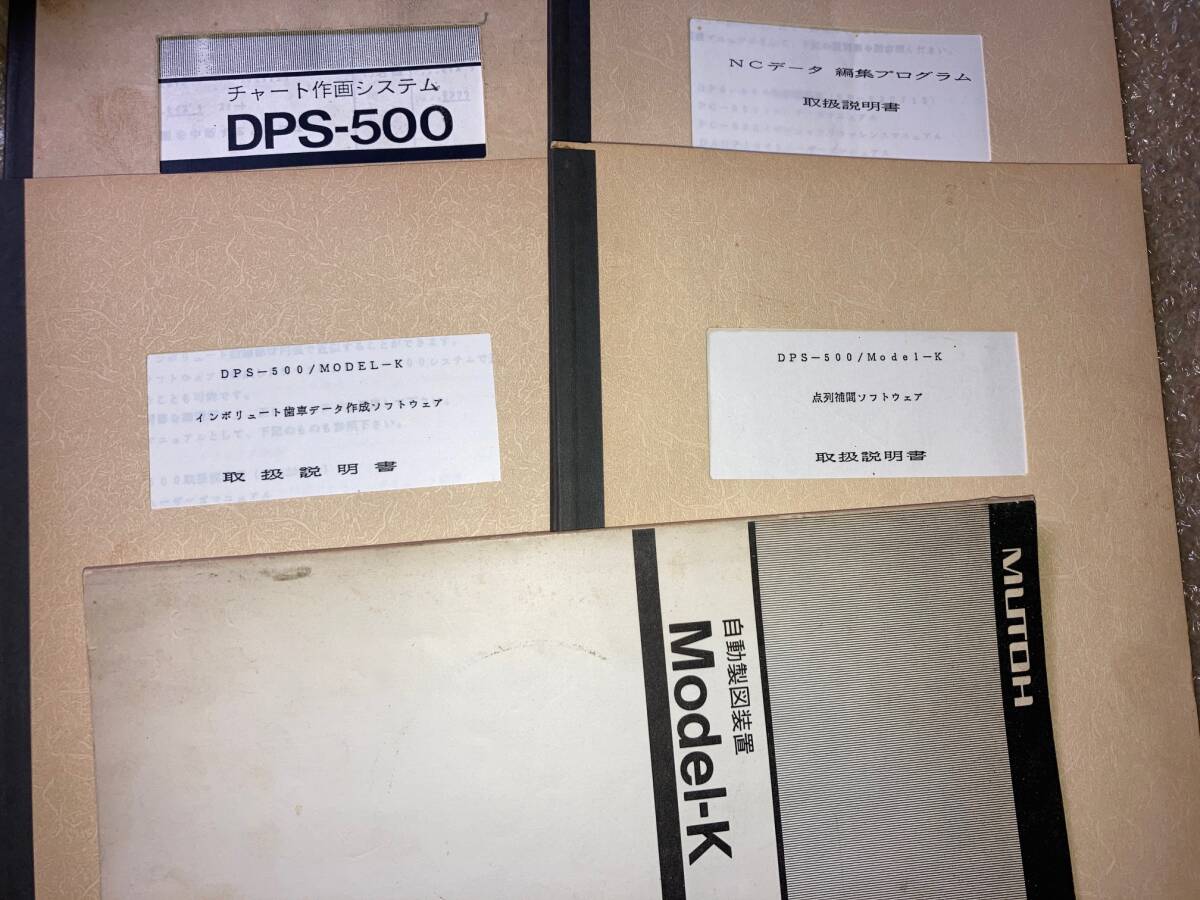 チャート作画システム
DPS-500
NCデータ 編集プログラム
取扱説明書
DPS-500/MODEL-K
インボリュート歯車データ作成ソフトウェア
取扱説明書
DPS-500/Model-K
点列補間ソフトウェア
取扱説明書
MUTOH
自動製図装置
Model-K